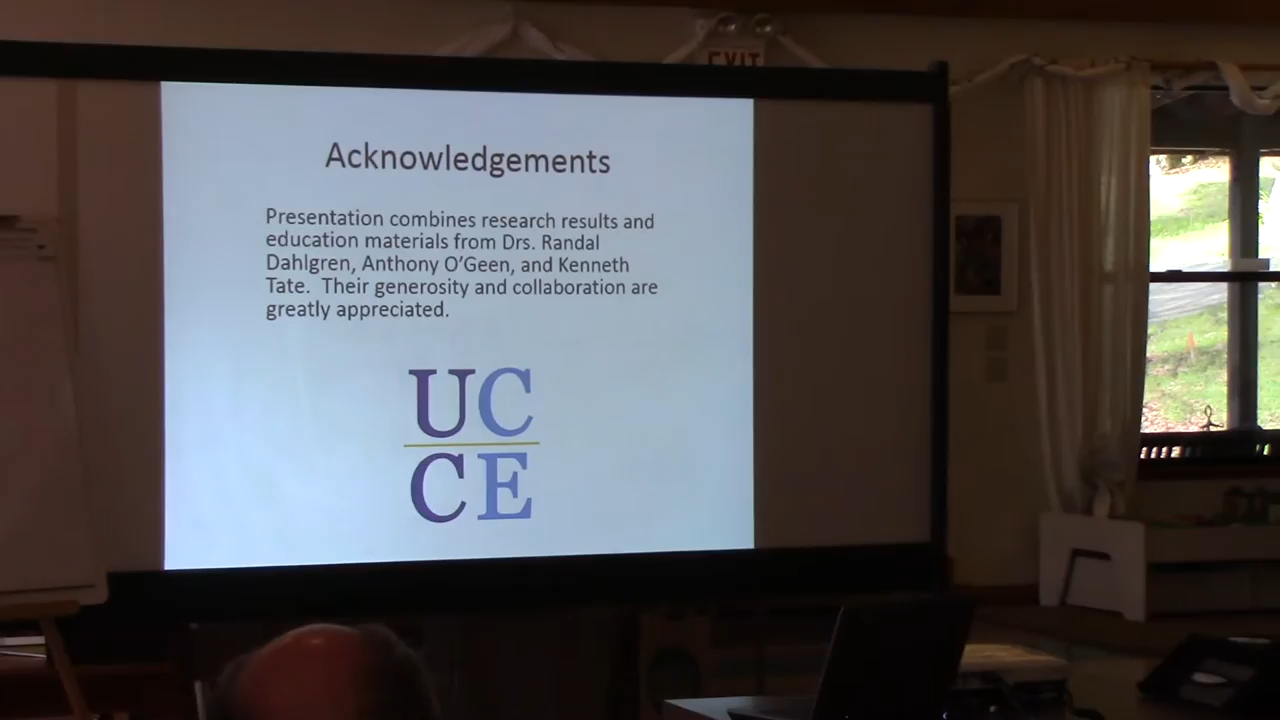 EXIT
Acknowledgements
Presentation combines research results and
education materials from Drs. Randal
Dahlgren, Anthony O’Geen, and Kenneth
Tate.  Their generosity and collaboration are
greatly appreciated.
UC
CE